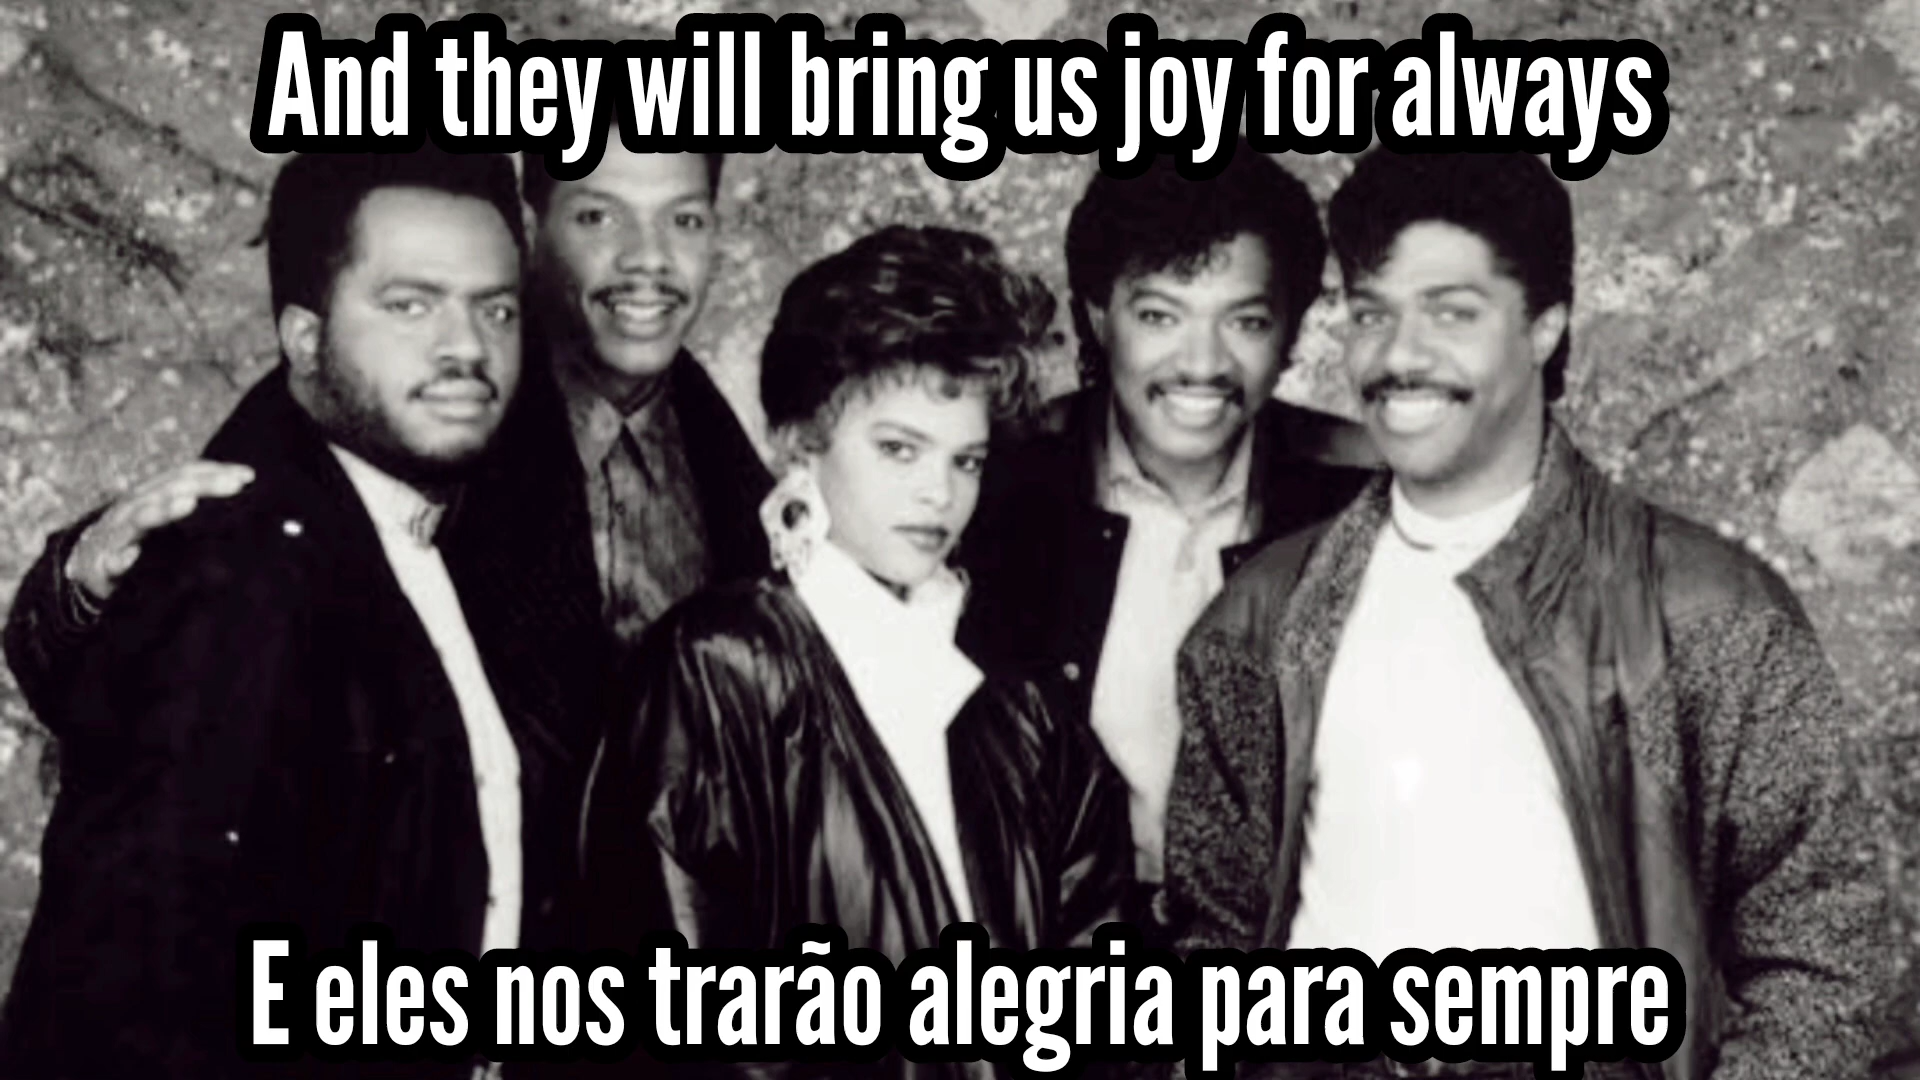 And they will bring us joy for always
E eles nos trarão alegria para sempre